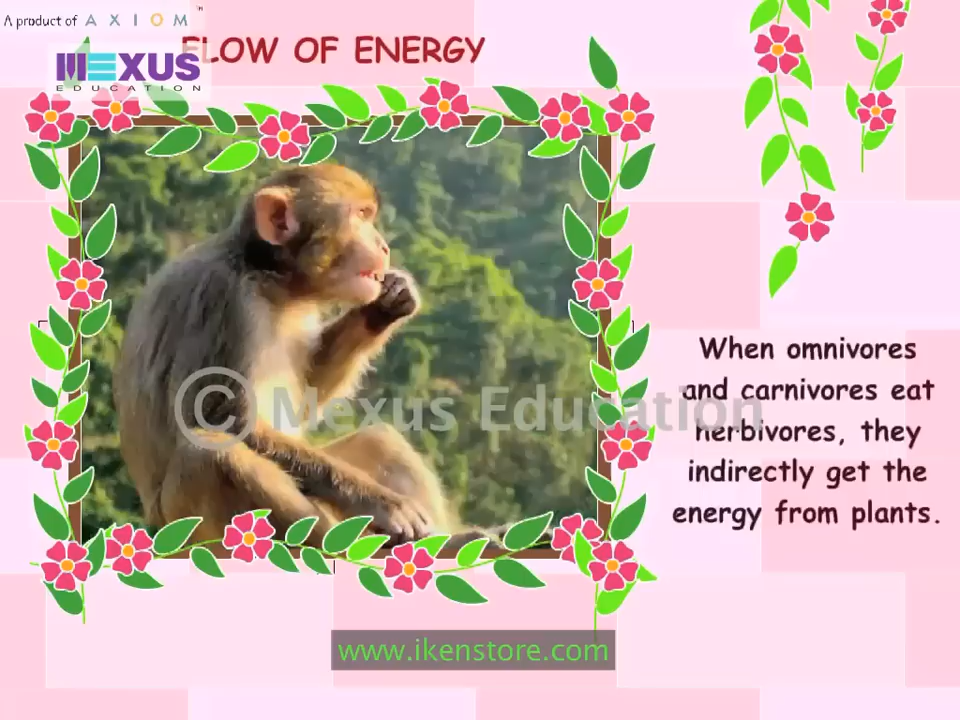 A product of AXIOM™
FLOW OF ENERGY
MEXUS
EDUCATION
When omnivores
and carnivores eat
herbivores, they
indirectly get the
energy from plants.
© Mexus Education
www.ikenstore.com